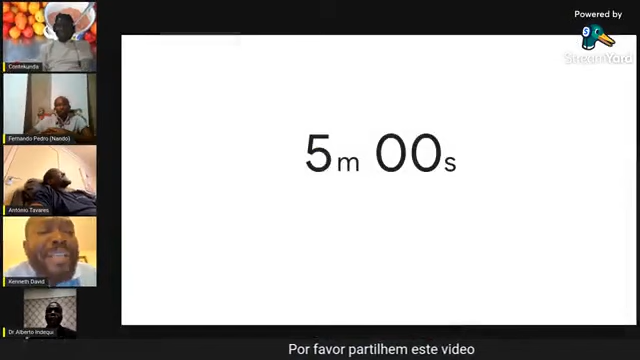 Powered by
StreamYard
Contekunda
Fernando Pedro (Nando)
António Tavares
Kenneth David
Dr Alberto Indequi
5m 00s
Por favor partilhem este video